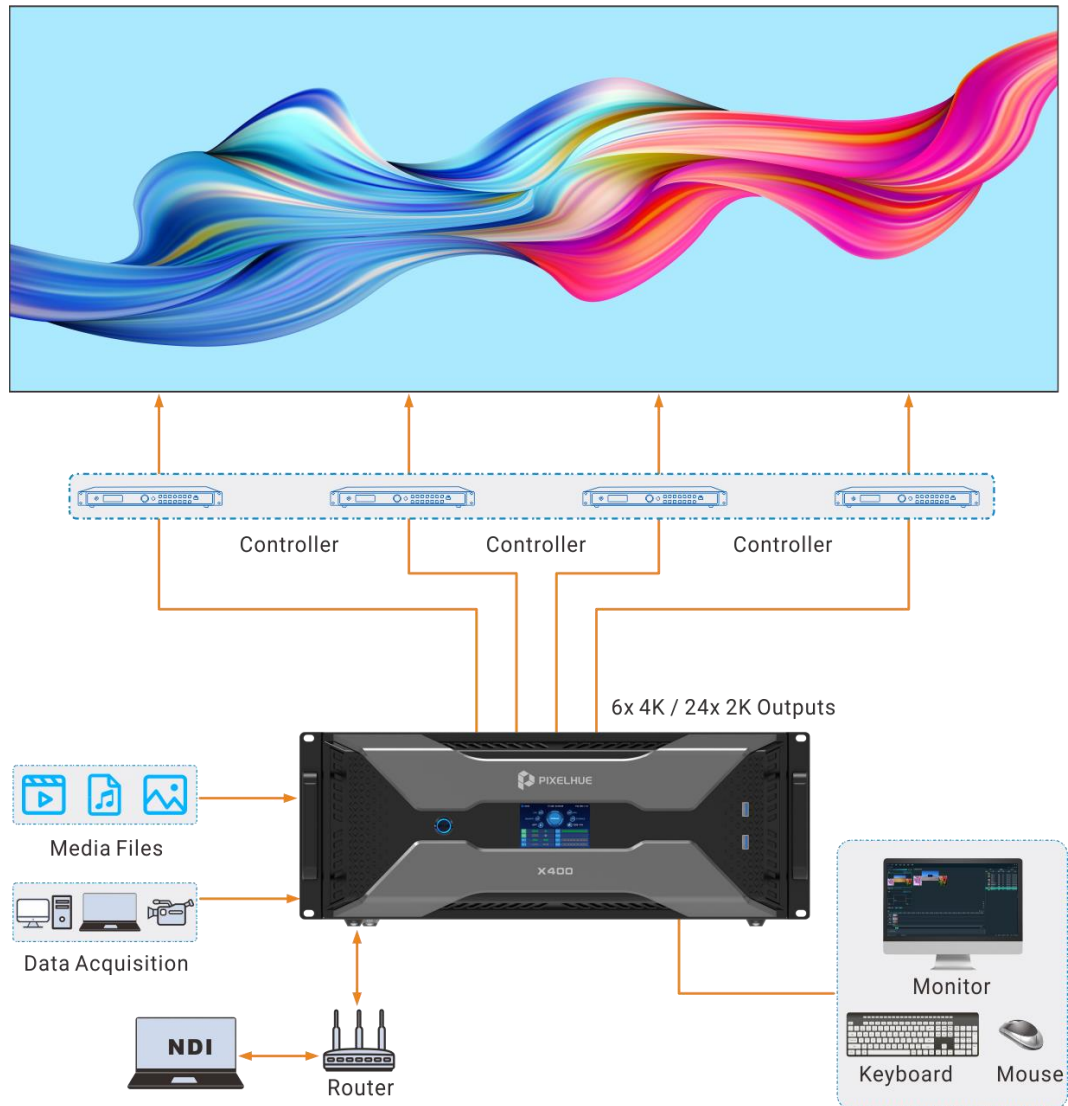 Controller Controller Controller
6x 4K / 24x 2K Outputs
PIXELHUE
X400
Media Files
Data Acquisition
NDI
Router
Monitor
Keyboard Mouse